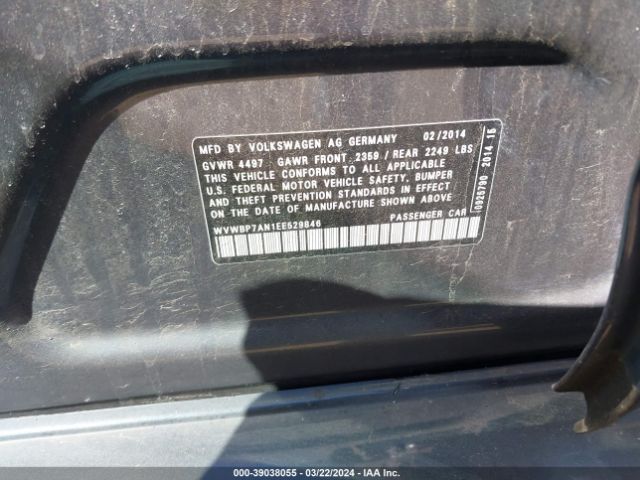 MFD BY VOLKSWAGEN AG GERMANY 02/2014
GVWR 4497 GAWR FRONT 2359 / REAR 2249 LBS
THIS VEHICLE CONFORMS TO ALL APPLICABLE
U.S. FEDERAL MOTOR VEHICLE SAFETY, BUMPER
AND THEFT PREVENTION STANDARDS IN EFFECT
ON THE DATE OF MANUFACTURE SHOWN ABOVE
WVWBP7AN1EE529846 PASSENGER CAR
0925790 2014 15
000-39038055 - 03/22/2024 - IAA Inc.